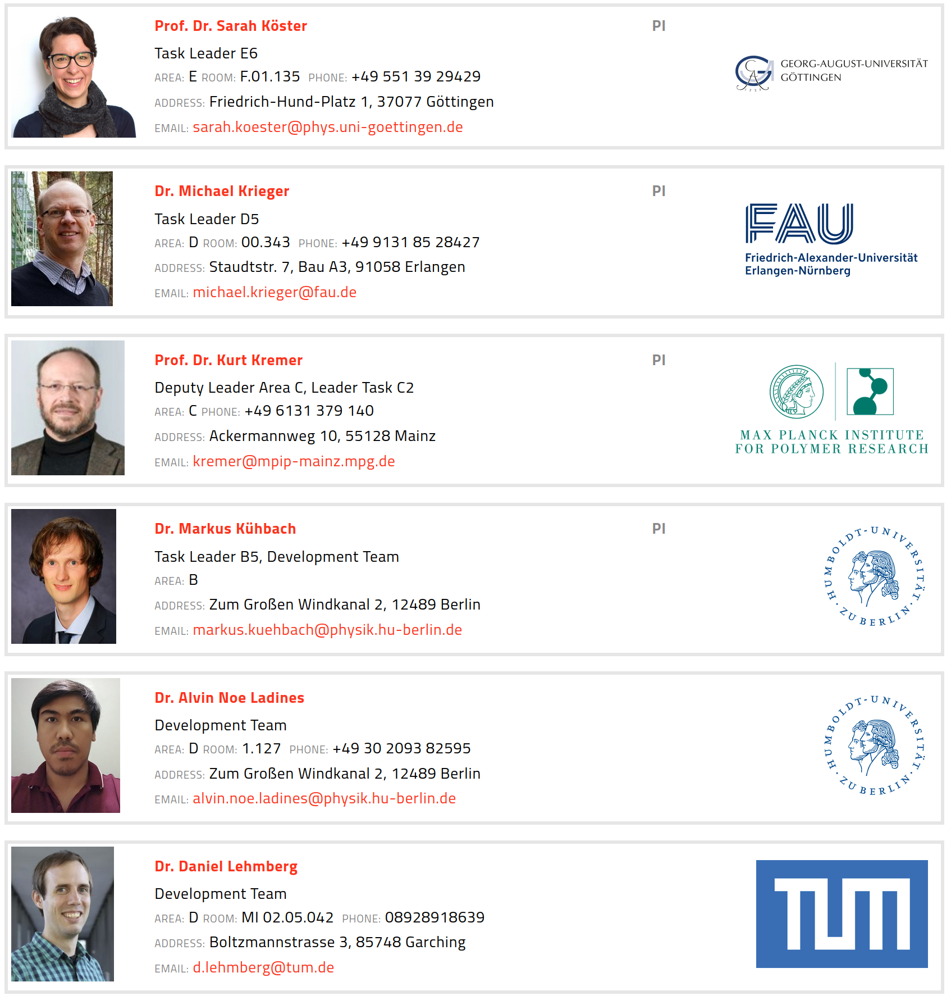 Prof. Dr. Sarah Köster
PI
Task Leader E6
AREA: E ROOM: F.01.135 PHONE: +49 551 39 29429
ADDRESS: Friedrich-Hund-Platz 1, 37077 Göttingen
EMAIL: sarah.koester@phys.uni-goettingen.de
GEORG-AUGUST-UNIVERSITÄT
GÖTTINGEN
1737
Dr. Michael Krieger
PI
Task Leader D5
AREA: D ROOM: 00.343 PHONE: +49 9131 85 28427
ADDRESS: Staudtstr. 7, Bau A3, 91058 Erlangen
EMAIL: michael.krieger@fau.de
FAU
Friedrich-Alexander-Universität
Erlangen-Nürnberg
Prof. Dr. Kurt Kremer
PI
Deputy Leader Area C, Leader Task C2
AREA: C PHONE: +49 6131 379 140
ADDRESS: Ackermannweg 10, 55128 Mainz
EMAIL: kremer@mpip-mainz.mpg.de
MAX PLANCK INSTITUTE
FOR POLYMER RESEARCH
Dr. Markus Kühbach
PI
Task Leader B5, Development Team
AREA: B
ADDRESS: Zum Großen Windkanal 2, 12489 Berlin
EMAIL: markus.kuehbach@physik.hu-berlin.de
HUMBOLDT-UNIVERSITÄT · ZU BERLIN ·
Dr. Alvin Noe Ladines
Development Team
AREA: D ROOM: 1.127 PHONE: +49 30 2093 82595
ADDRESS: Zum Großen Windkanal 2, 12489 Berlin
EMAIL: alvin.noe.ladines@physik.hu-berlin.de
HUMBOLDT-UNIVERSITÄT · ZU BERLIN ·
Dr. Daniel Lehmberg
Development Team
AREA: D ROOM: MI 02.05.042 PHONE: 08928918639
ADDRESS: Boltzmannstrasse 3, 85748 Garching
EMAIL: d.lehmberg@tum.de
TUM